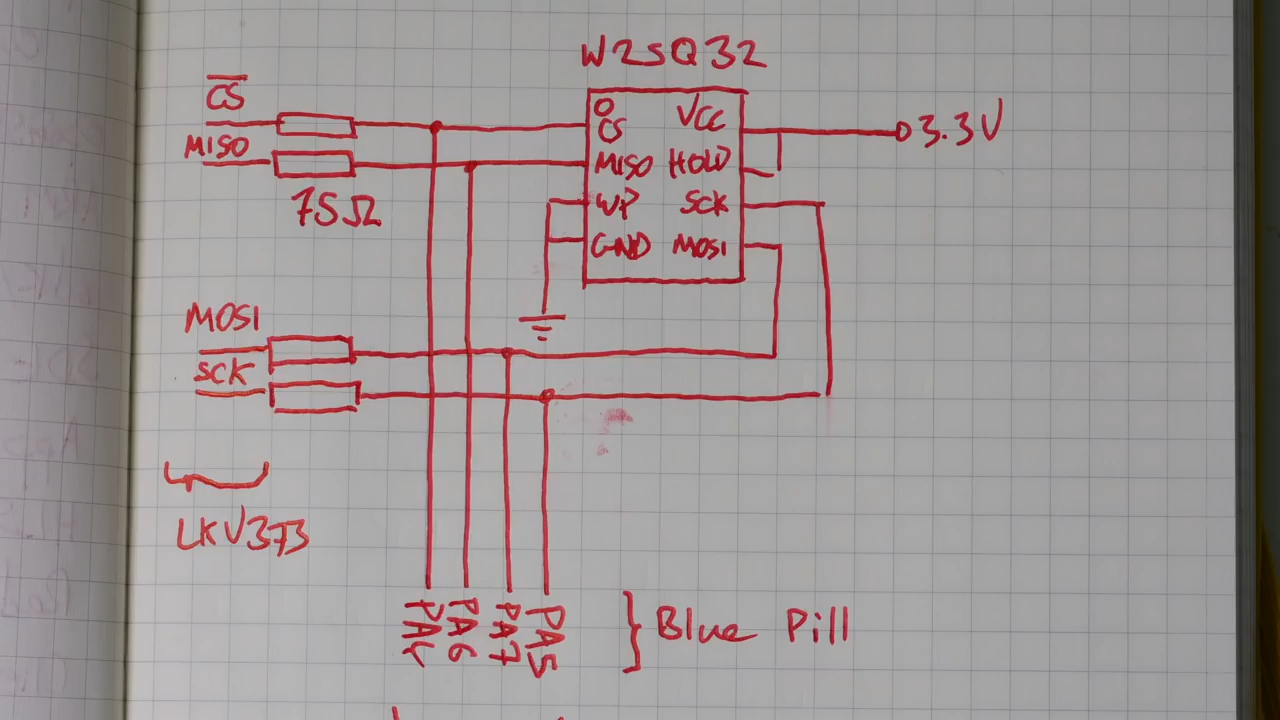 W25Q32
CS
MISO
75Ω
CS
VCC
MISO
HOLD
WP
SCK
GND
MOSI
3.3V
MOSI
SCK
LKV373
PA4
PA6
PA7
PA5
Blue Pill